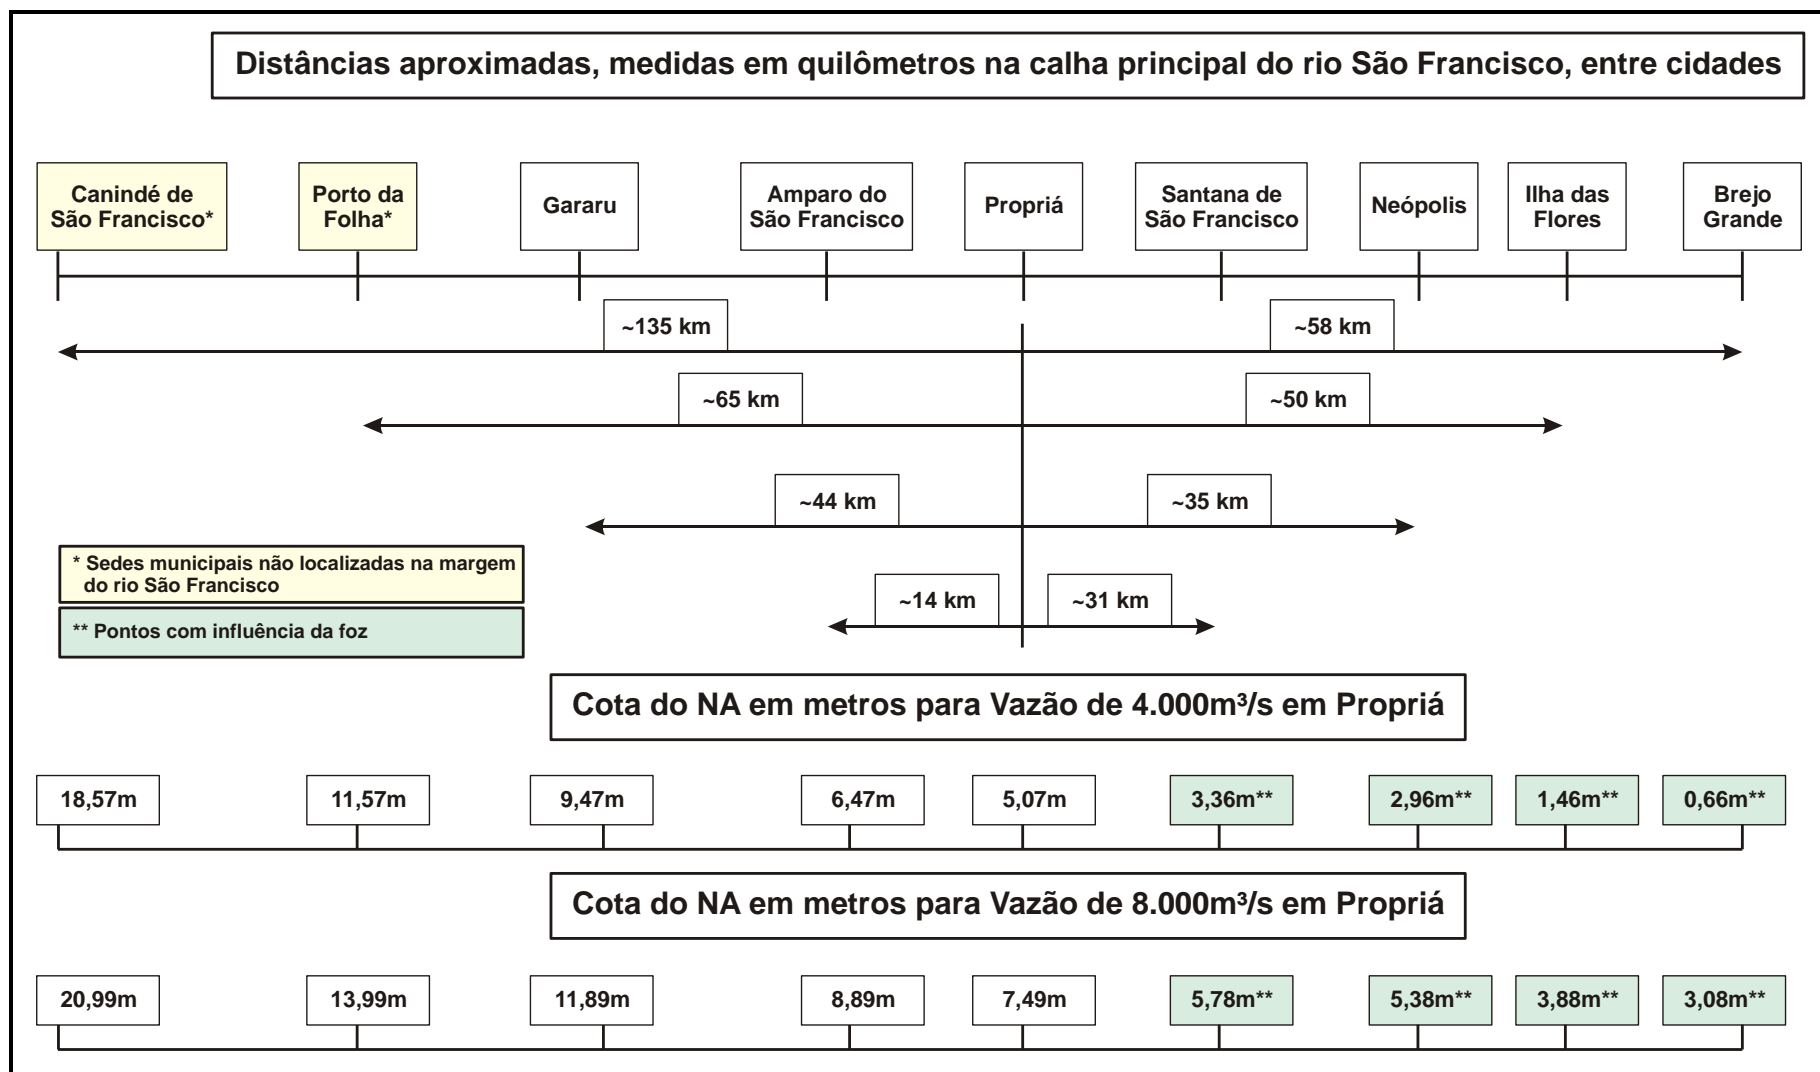 Distâncias aproximadas, medidas em quilômetros na calha principal do rio São Francisco, entre cidades
Canindé de
São Francisco*
Porto da
Folha*
Gararu
Amparo do
São Francisco
Propriá
Santana de
São Francisco
Neópolis
Ilha das
Flores
Brejo
Grande
~135 km
~58 km
~65 km
~50 km
~44 km
~35 km
* Sedes municipais não localizadas na margem
do rio São Francisco
~14 km
~31 km
** Pontos com influência da foz
Cota do NA em metros para Vazão de 4.000m³/s em Propriá
18,57m
11,57m
9,47m
6,47m
5,07m
3,36m**
2,96m**
1,46m**
0,66m**
Cota do NA em metros para Vazão de 8.000m³/s em Propriá
20,99m
13,99m
11,89m
8,89m
7,49m
5,78m**
5,38m**
3,88m**
3,08m**